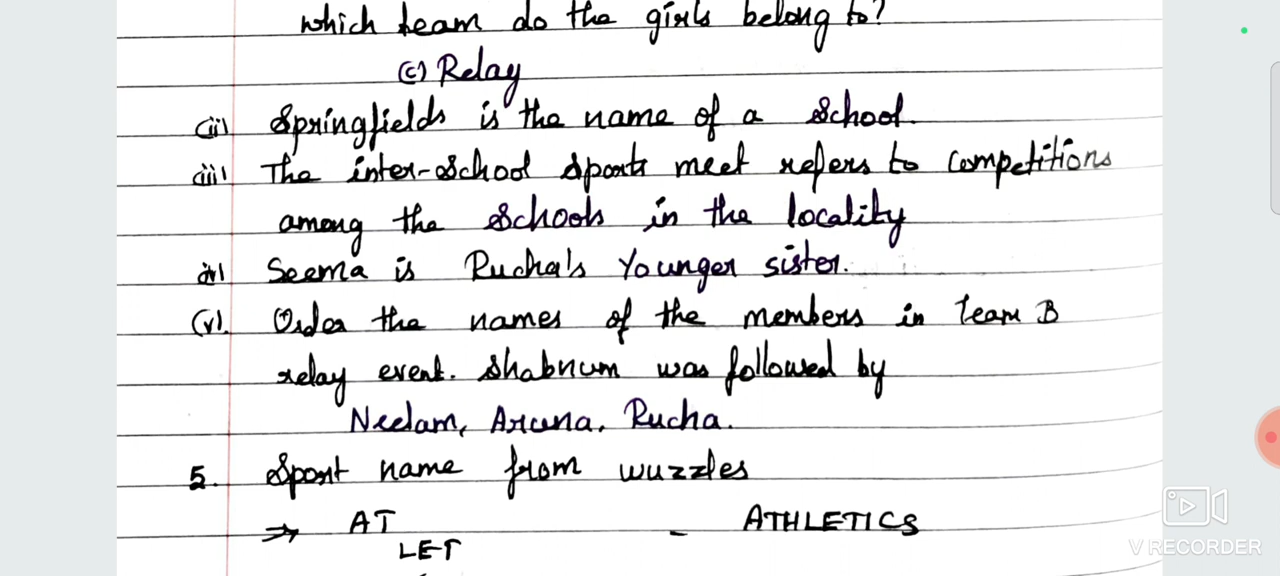 which team do the girls belong to?
(c) Relay
(ii) Springfields is the name of a School.
(iii) The inter-School Sports meet refers to competitions
among the Schools in the locality
(iv) Seema is Rucha's Younger sister.
(v). Order the names of the members in Team B
relay event. Shabnum was followed by
Neelam, Aruna, Rucha.
5. Sport name from wuzzles
⇒ AT - ATHLETICS
LET
V RECORDER